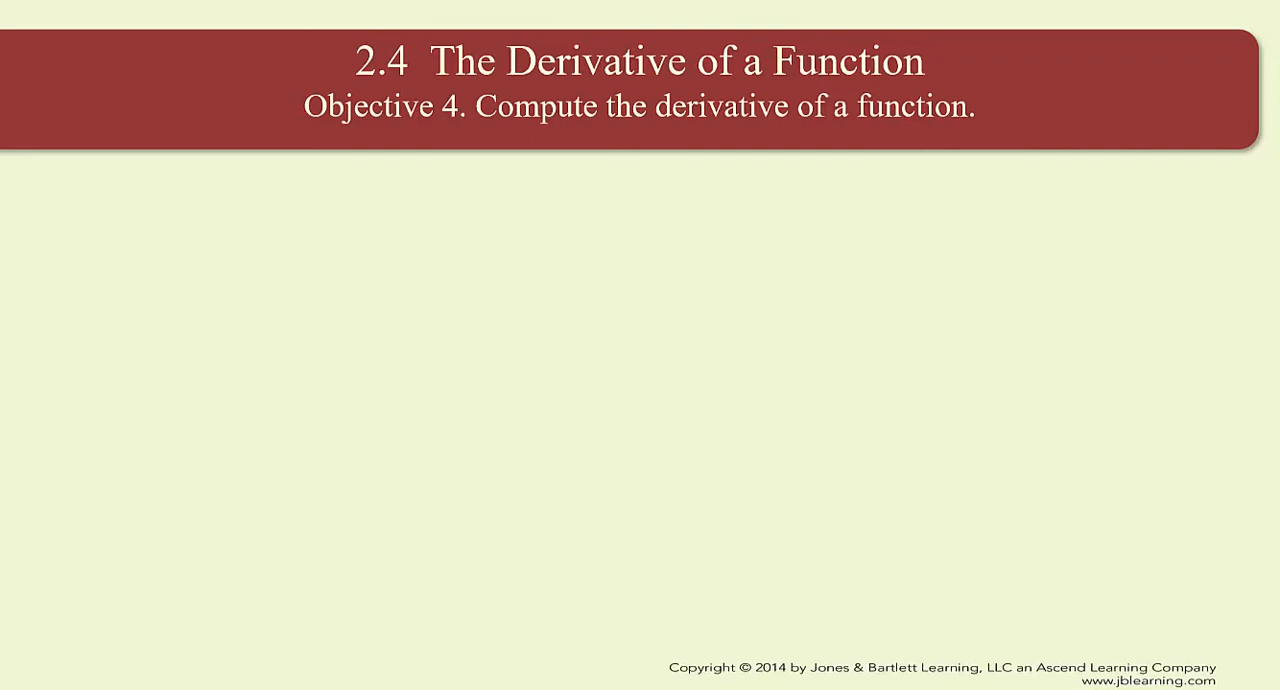 2.4 The Derivative of a Function
Objective 4. Compute the derivative of a function.
Copyright © 2014 by Jones & Bartlett Learning, LLC an Ascend Learning Company
www.jblearning.com